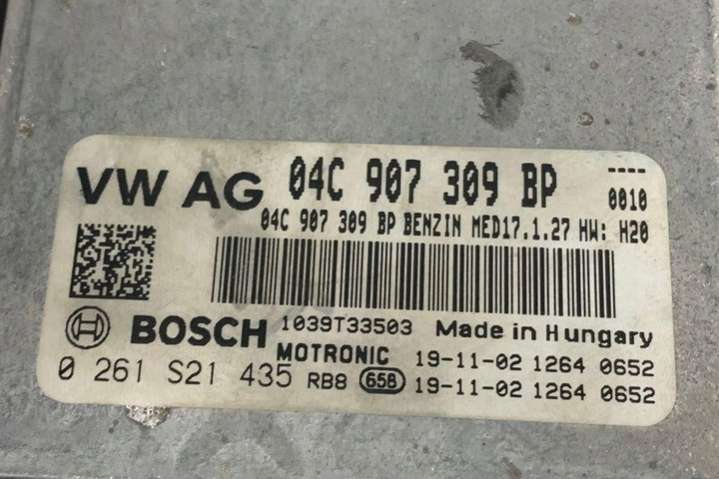 VW AG 04C 907 309 BP ----
0010
04C 907 309 BP BENZIN MED17.1.27 HW: H20
BOSCH 1039T33503 Made in Hungary
MOTRONIC 19-11-02 1264 0652
0 261 S21 435 RB8 658 19-11-02 1264 0652